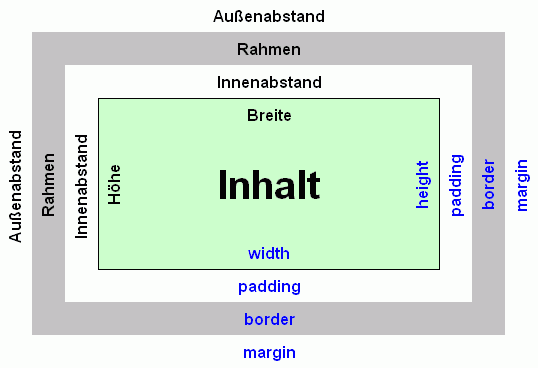 Außenabstand
Rahmen
Innenabstand
Breite
Außenabstand
Rahmen
Innenabstand
Höhe
Inhalt
height
padding
border
margin
width
padding
border
margin